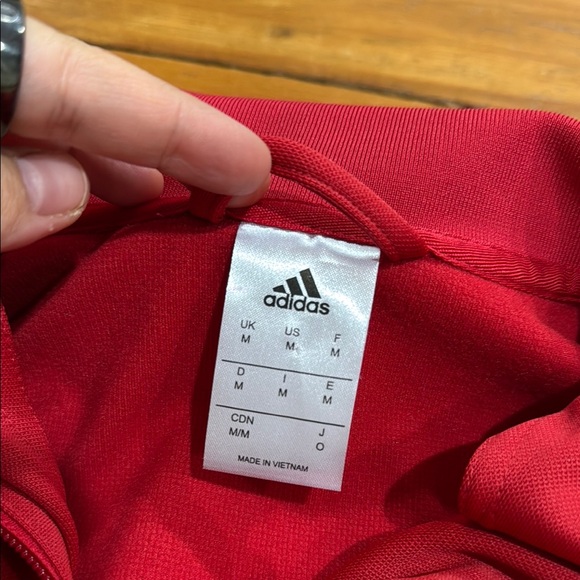 adidas
UK US F
M M M
D I E
M M M
CDN J
M/M O
MADE IN VIETNAM